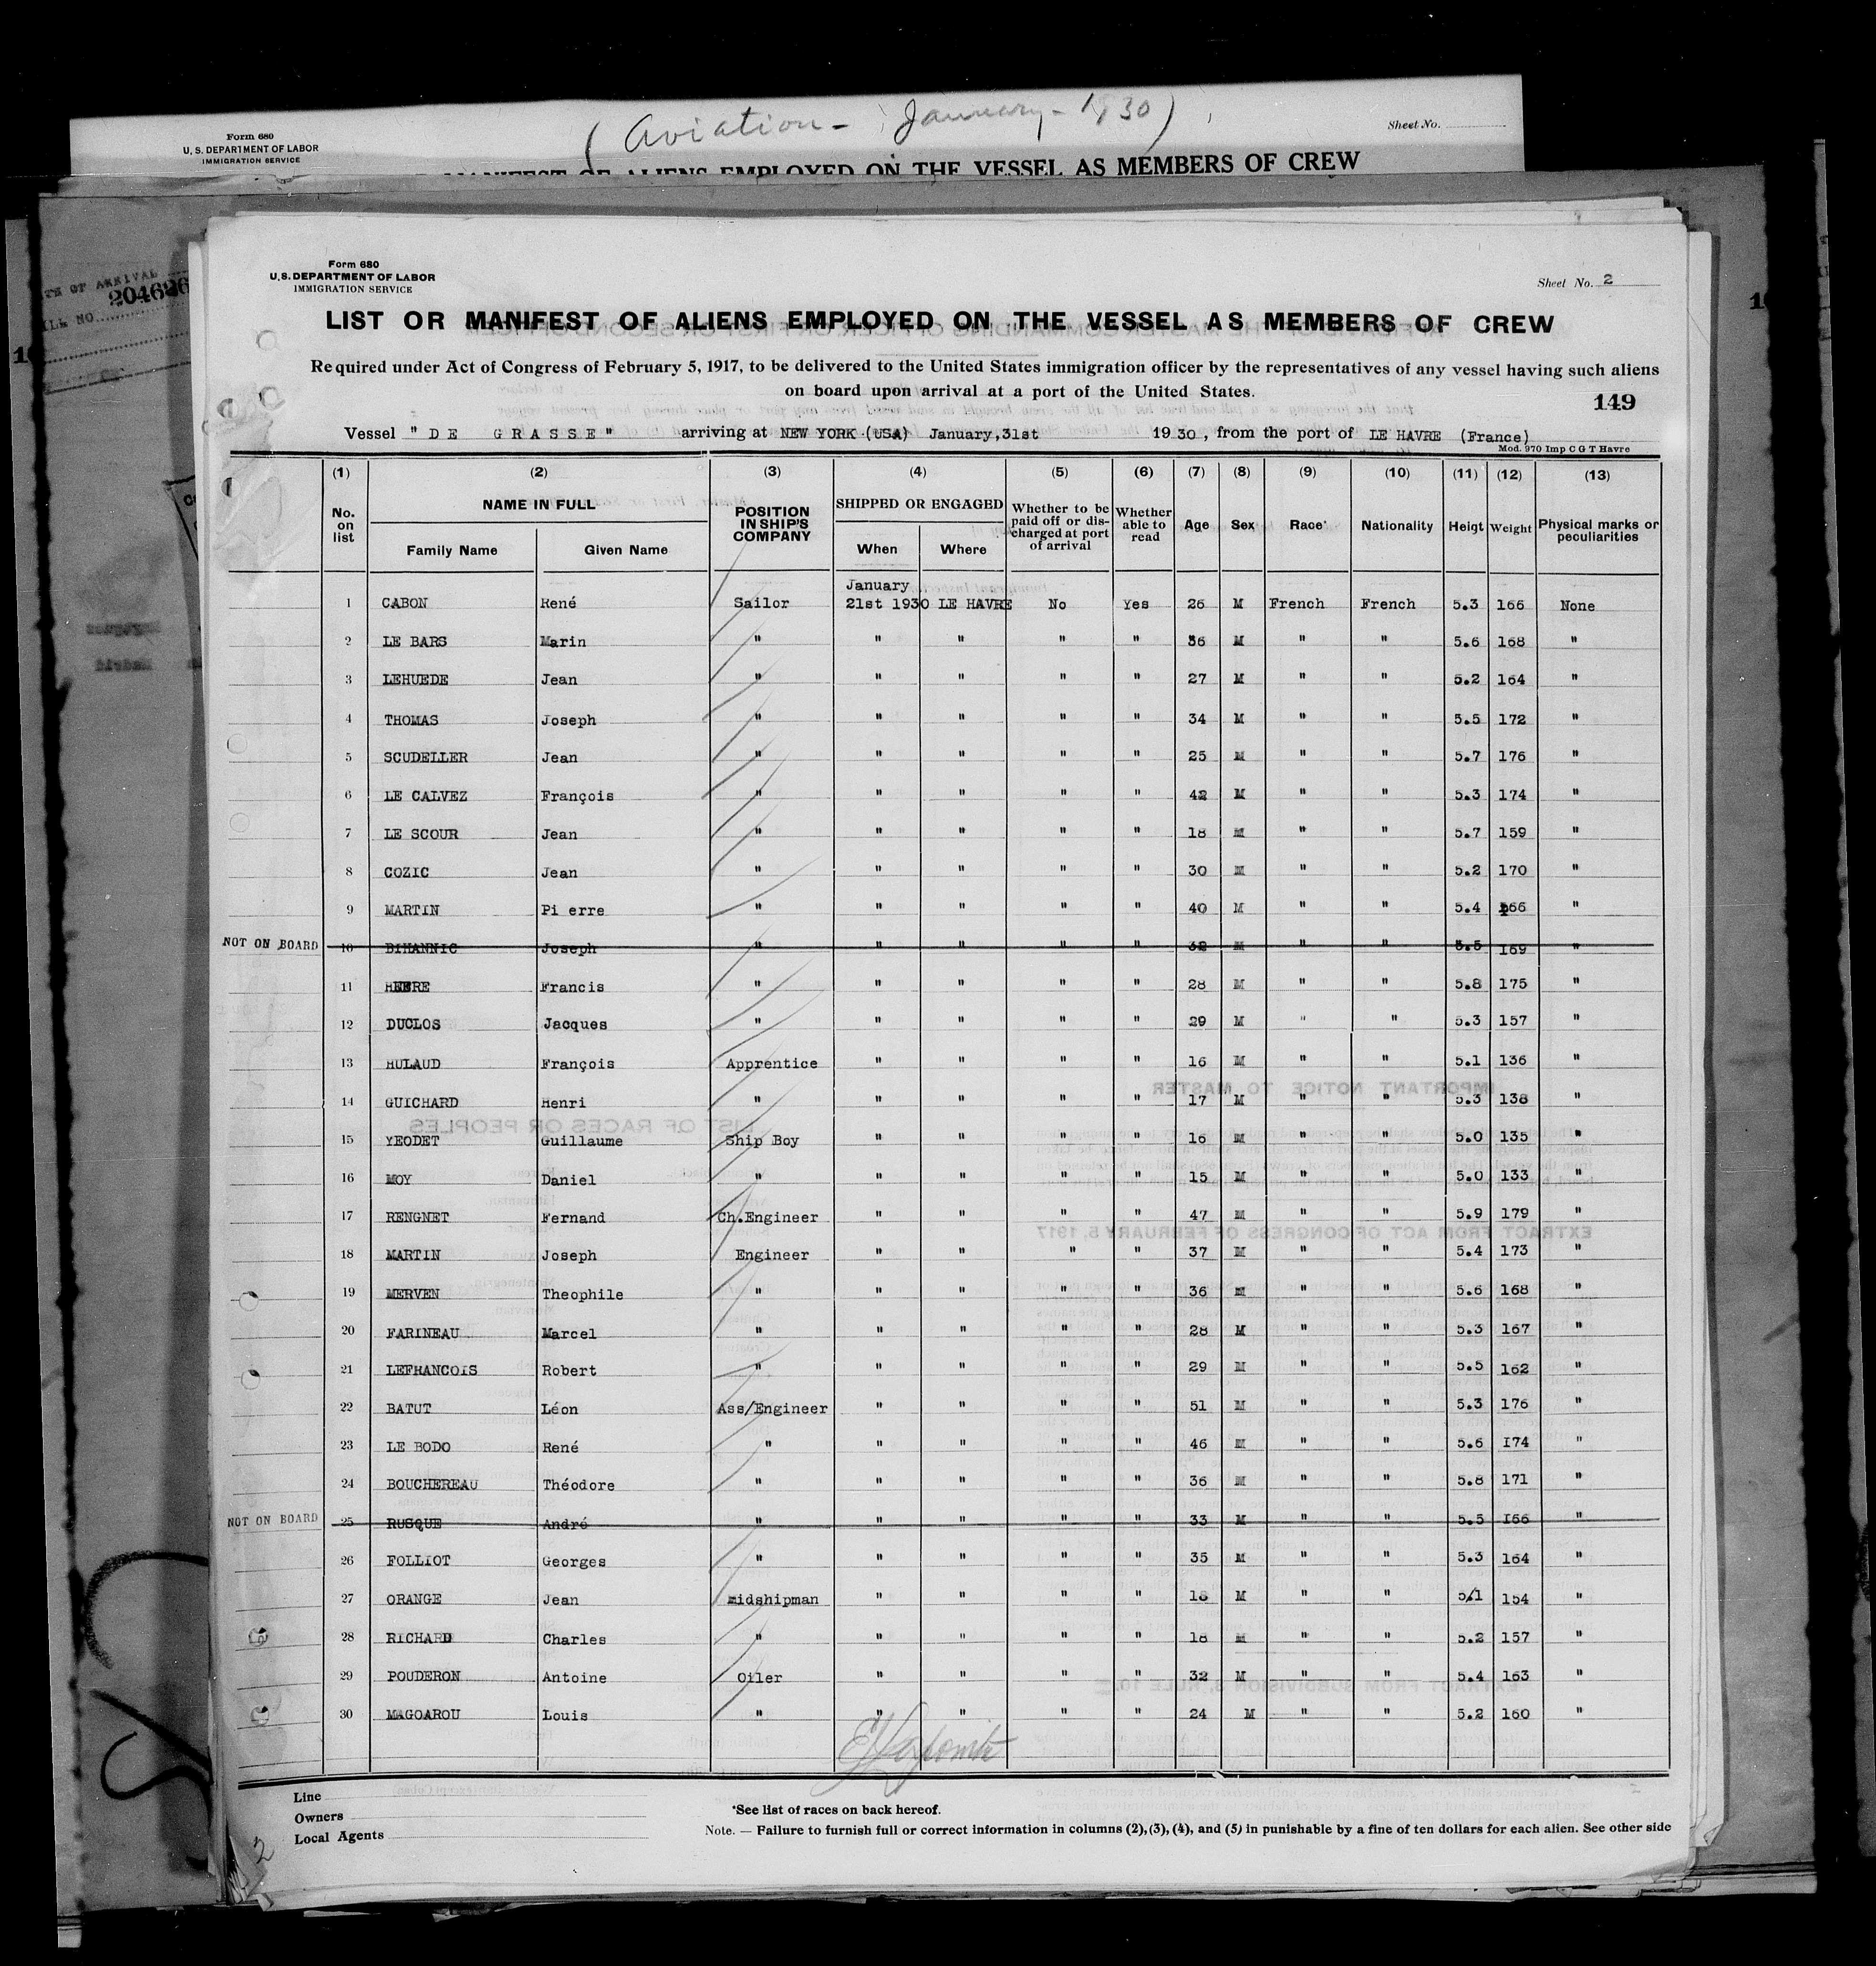 ( Aviation - January - 1930 )
Form 680
U. S. DEPARTMENT OF LABOR
IMMIGRATION SERVICE
Sheet No.
MANIFEST OF ALIENS EMPLOYED ON THE VESSEL AS MEMBERS OF CREW
204626
Form 680
U.S. DEPARTMENT OF LABOR
IMMIGRATION SERVICE
Sheet No. 2
LIST OR MANIFEST OF ALIENS EMPLOYED ON THE VESSEL AS MEMBERS OF CREW
Required under Act of Congress of February 5, 1917, to be delivered to the United States immigration officer by the representatives of any vessel having such aliens
on board upon arrival at a port of the United States.
149
Vessel "DE GRASSE" arriving at NEW YORK (USA) January,31st 1930, from the port of LE HAVRE (France)
Mod. 970 Imp C G T Havre
(1) (2) (3) (4) (5) (6) (7) (8) (9) (10) (11) (12) (13)
No. on list NAME IN FULL Family Name Given Name POSITION IN SHIP'S COMPANY SHIPPED OR ENGAGED When Where Whether to be paid off or discharged at port of arrival Whether able to read Age Sex Race* Nationality Heigt Weight Physical marks or peculiarities
January
1 CABON René Sailor 21st 1930 LE HAVRE No Yes 26 M French French 5.3 166 None
2 LE BARS Marin " " " " " 36 M " " 5.6 168 "
3 LEHUEDE Jean " " " " " 27 M " " 5.2 164 "
4 THOMAS Joseph " " " " " 34 M " " 5.5 172 "
5 SCUDELLER Jean " " " " " 25 M " " 5.7 176 "
6 LE CALVEZ François " " " " " 42 M " " 5.3 174 "
7 LE SCOUR Jean " " " " " 18 M " " 5.7 159 "
8 COZIC Jean " " " " " 30 M " " 5.2 170 "
9 MARTIN Pi erre " " " " " 40 M " " 5.4 166 "
NOT ON BOARD 10 BIHANNIC Joseph " " " " " 32 M " " 5.5 169 "
11 Francis " " " " " 28 M " " 5.8 175 "
12 DUCLOS Jacques " " " " " 29 M " " 5.3 157 "
13 HULAUD François Apprentice " " " " 16 M " " 5.1 136 "
14 GUICHARD Henri " " " " " 17 M " " 5.3 138 "
15 YEODET Guillaume Ship Boy " " " " 16 M " " 5.0 135 "
16 MOY Daniel " " " " " 15 M " " 5.0 133 "
17 RENGNET Fernand Ch.Engineer " " " " 47 M " " 5.9 179 "
18 MARTIN Joseph Engineer " " " " 37 M " " 5.4 173 "
19 MERVEN Theophile " " " " " 36 M " " 5.6 168 "
20 FARINEAU Marcel " " " " " 28 M " " 5.3 167 "
21 LEFRANCOIS Robert " " " " " 29 M " " 5.5 162 "
22 BATUT Léon Ass/Engineer " " " " 51 M " " 5.3 176 "
23 LE BODO René " " " " " 46 M " " 5.6 I74 "
24 BOUCHEREAU Théodore " " " " " 36 M " " 5.8 171 "
NOT ON BOARD 25 RUSQUE André " " " " " 33 M " " 5.5 I66 "
26 FOLLIOT Georges " " " " " 35 M " " 5.3 164 "
27 ORANGE Jean midshipman " " " " 18 M " " 5/1 154 "
28 RICHARD Charles " " " " " 18 M " " 5.2 157 "
29 POUDERON Antoine Oiler " " " " 32 M " " 5.4 163 "
30 MAGOAROU Louis " " " " " 24 M " " 5.2 160 "
Line
Owners
Local Agents
*See list of races on back hereof.
Note. — Failure to furnish full or correct information in columns (2), (3), (4), and (5) in punishable by a fine of ten dollars for each alien. See other side
2